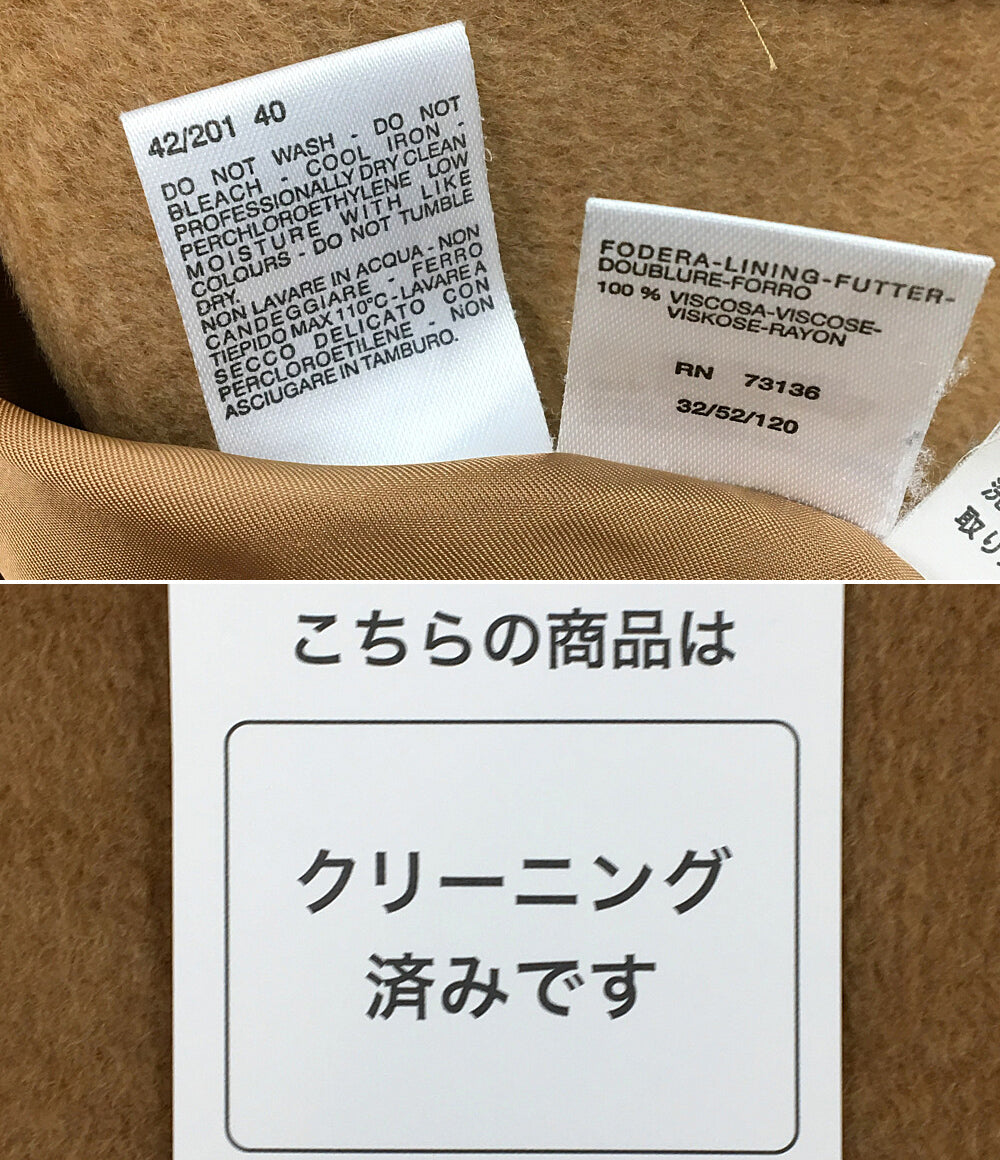 42/201 40
DO NOT WASH - DO NOT
BLEACH - COOL IRON -
PROFESSIONALLY DRY CLEAN
PERCHLOROETHYLENE LOW
MOISTURE WITH LIKE
COLOURS - DO NOT TUMBLE
DRY.
NON LAVARE IN ACQUA - NON
CANDEGGIARE - FERRO
TIEPIDO MAX 110°C - LAVARE A
SECCO DELICATO CON
PERCLOROETILENE - NON
ASCIUGARE IN TAMBURO.
FODERA-LINING-FUTTER-
DOUBLURE-FORRO
100 % VISCOSA-VISCOSE-
VISKOSE-RAYON
RN 73136
32/52/120
取り
こちらの商品は
クリーニング
済みです